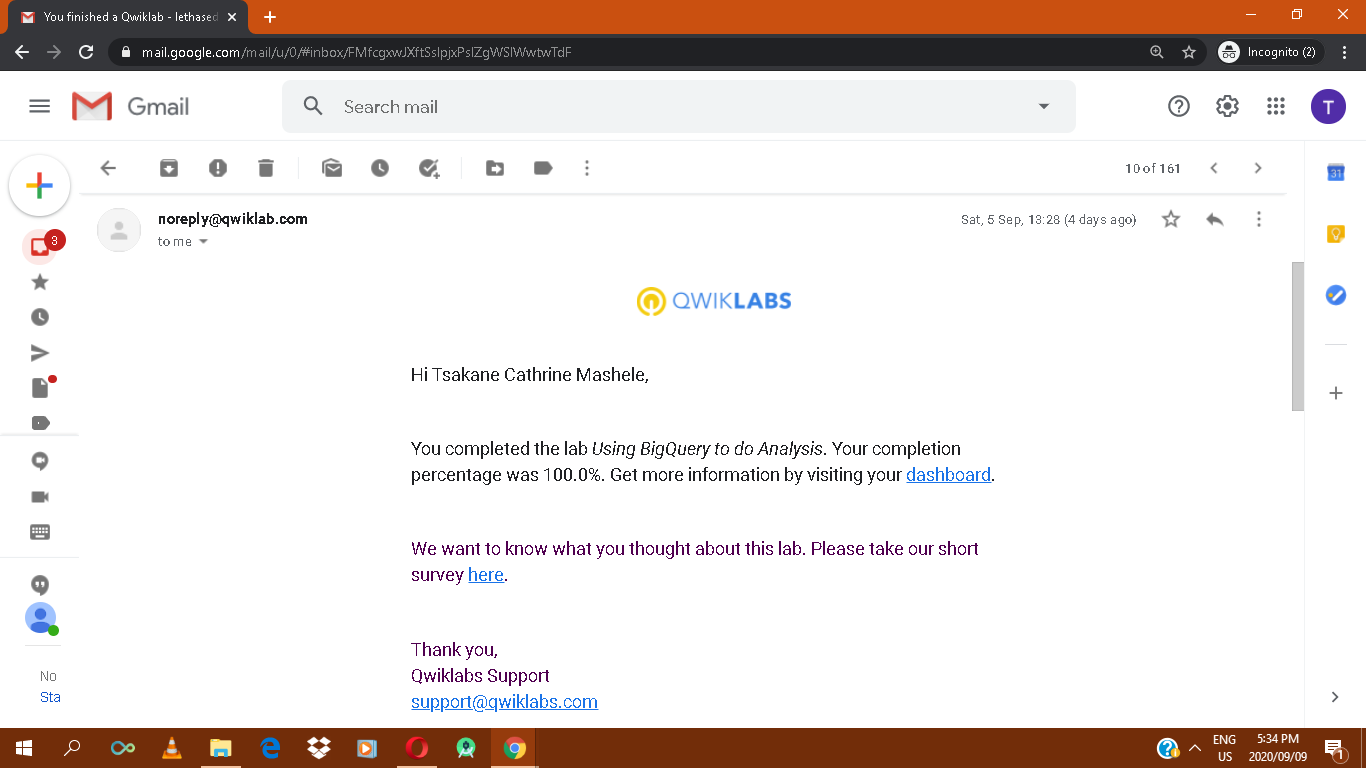 You finished a Qwiklab - lethased
mail.google.com/mail/u/0/#inbox/FMfcgxwJXftSslpjxPslZgWSlWwtwTdF
Incognito (2)
Gmail
Search mail
T
10 of 161
31
3
noreply@qwiklab.com
Sat, 5 Sep, 13:28 (4 days ago)
to me
QWIKLABS
Hi Tsakane Cathrine Mashele,
You completed the lab Using BigQuery to do Analysis. Your completion
percentage was 100.0%. Get more information by visiting your dashboard.
We want to know what you thought about this lab. Please take our short
survey here.
Thank you,
Qwiklabs Support
support@qwiklabs.com
No
Sta
ENG
US
5:34 PM
2020/09/09
1